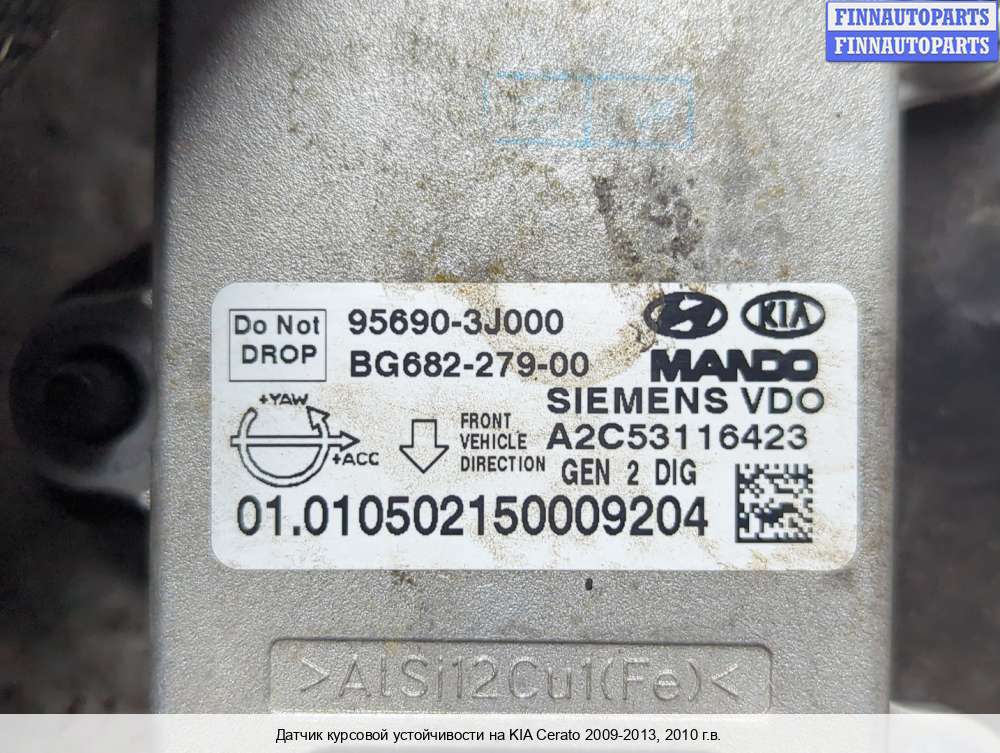 FINNAUTOPARTS
FINNAUTOPARTS
Do Not
DROP
95690-3J000
BG682-279-00
KIA
MANDO
SIEMENS VDO
A2C53116423
GEN 2 DIG
+YAW
+ACC
FRONT
VEHICLE
DIRECTION
01.010502150009204
>AlSi12Cu1(Fe)<
Датчик курсовой устойчивости на KIA Cerato 2009-2013, 2010 г.в.